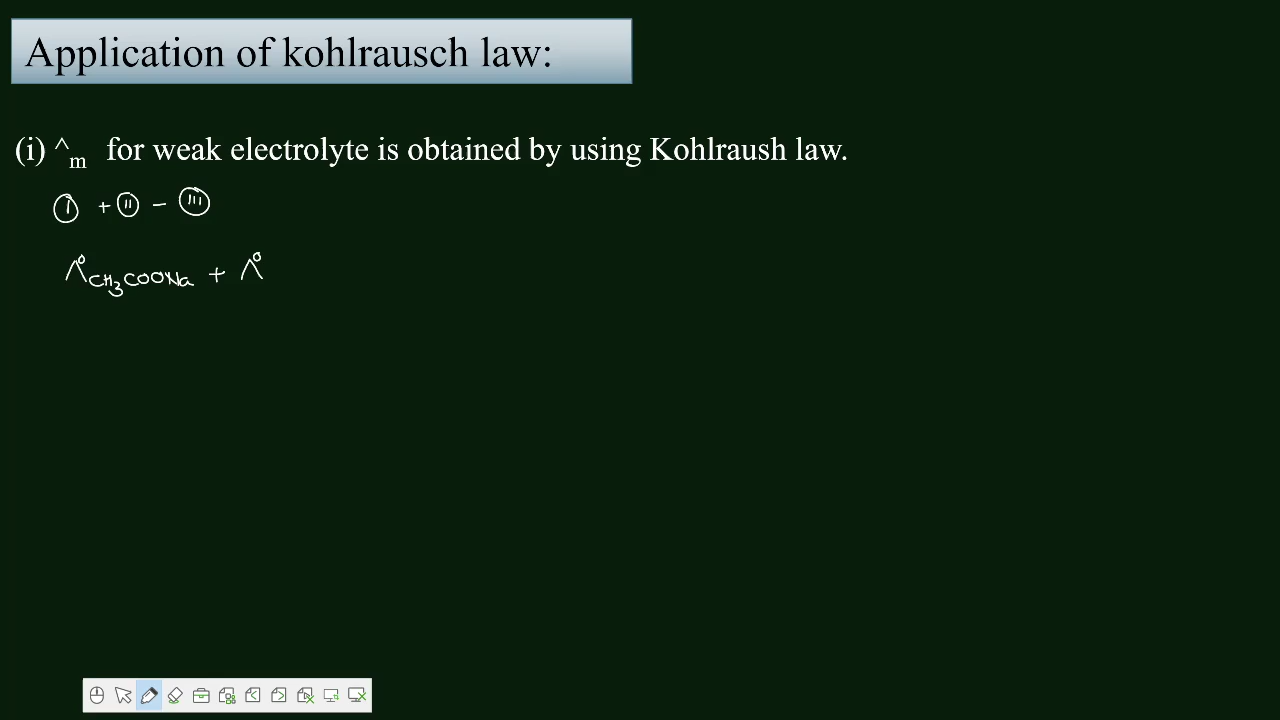 Application of kohlrausch law:
(i) ^m for weak electrolyte is obtained by using Kohlraush law.
Ⓘ + Ⓘⓘ − Ⓘⓘⓘ
Λ° CH₃COONa + Λ°